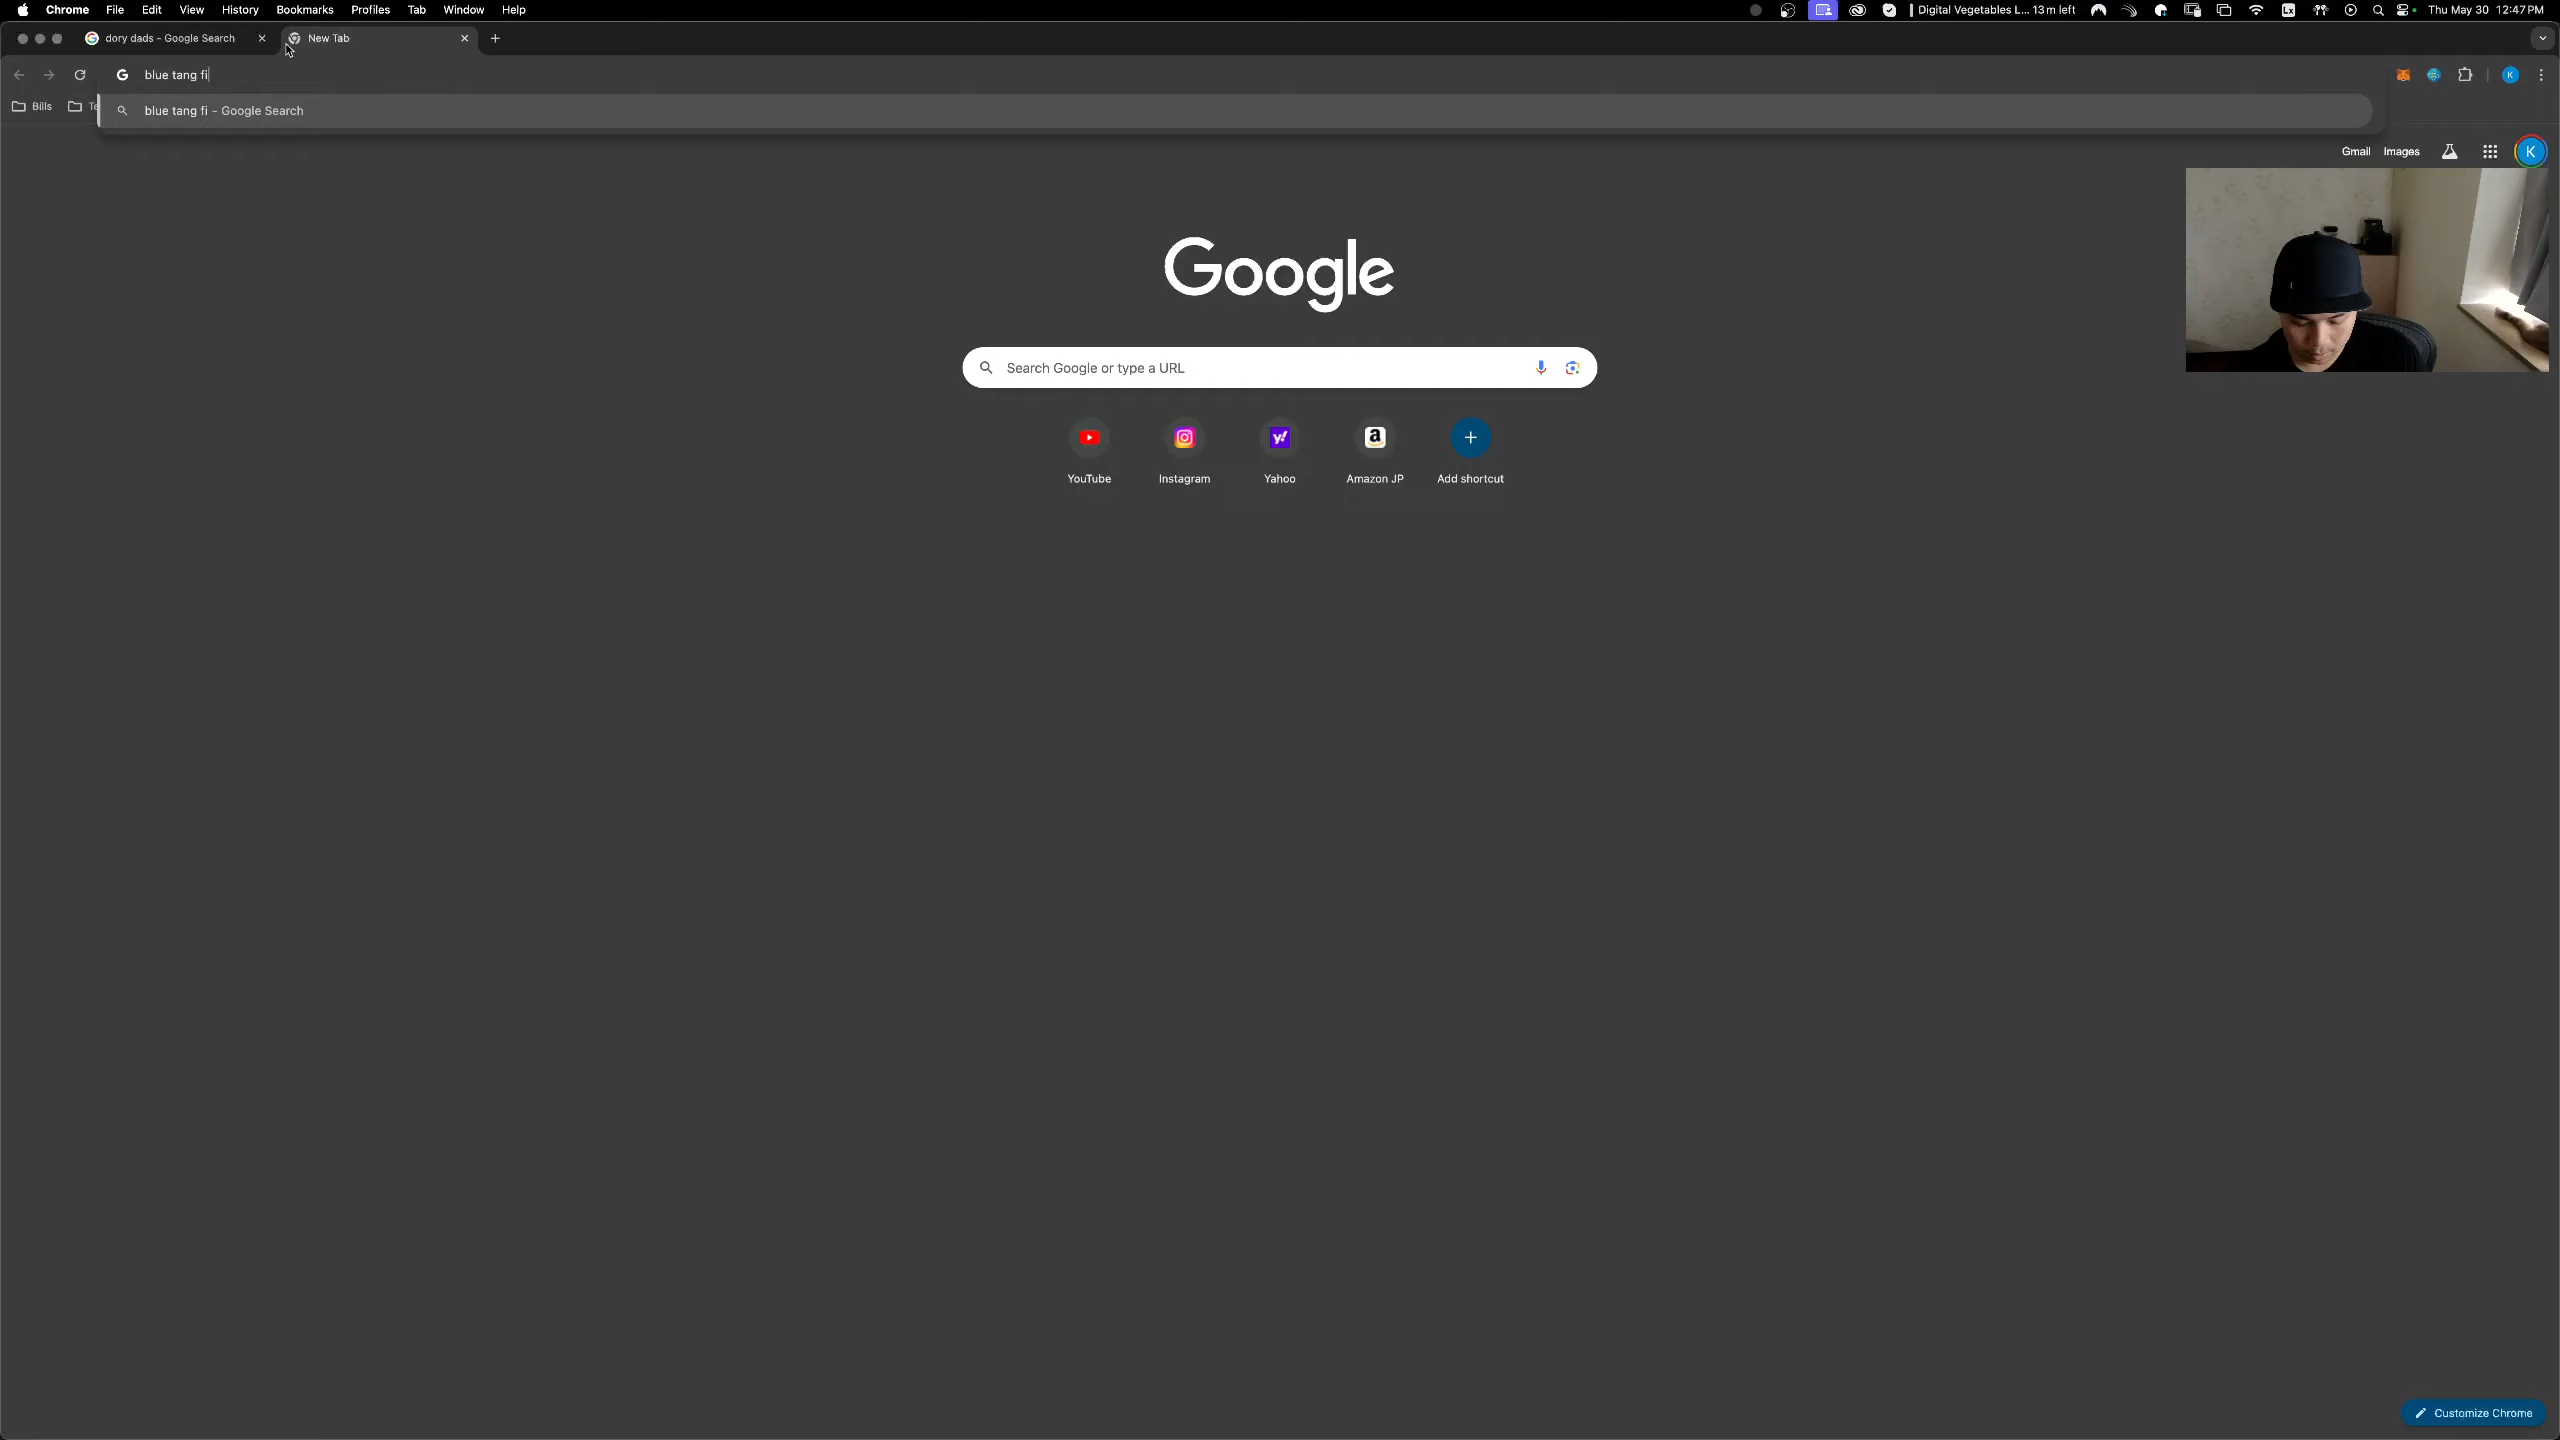 Chrome File Edit View History Bookmarks Profiles Tab Window Help
Digital Vegetables L... 13m left
Thu May 30 12:47 PM
dory dads - Google Search
New Tab
blue tang fi
blue tang fi - Google Search
Bills
Gmail Images
K
Google
Search Google or type a URL
YouTube Instagram Yahoo Amazon JP Add shortcut
Customize Chrome